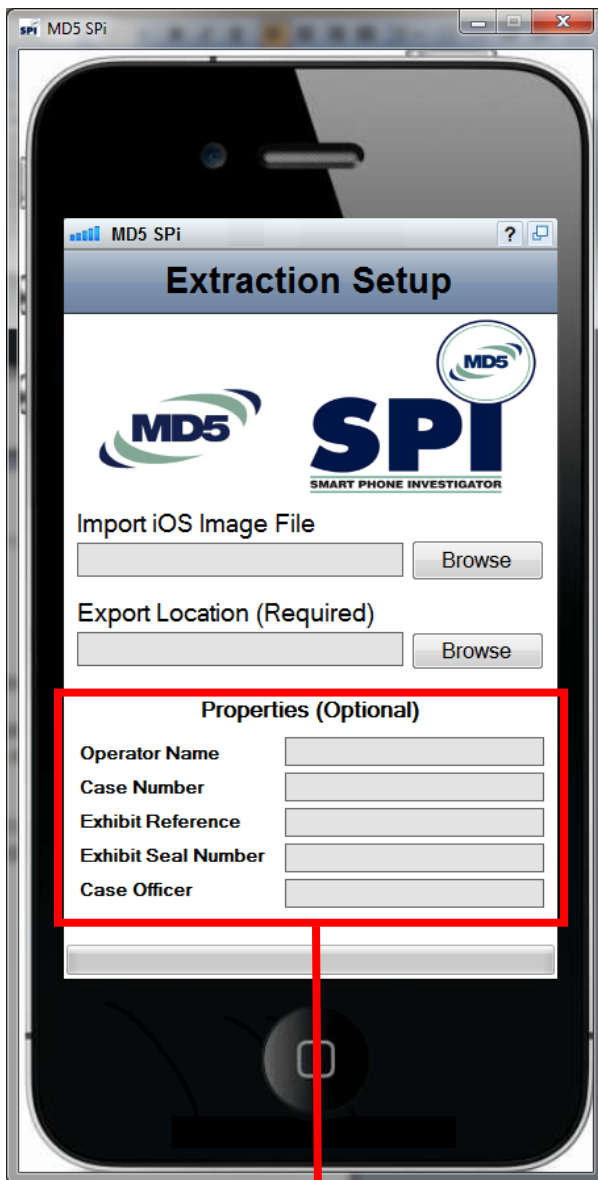 SPi MD5 SPi
MD5 SPi ?
Extraction Setup
MD5
MD5
SPI
SMART PHONE INVESTIGATOR
Import iOS Image File
Browse
Export Location (Required)
Browse
Properties (Optional)
Operator Name
Case Number
Exhibit Reference
Exhibit Seal Number
Case Officer